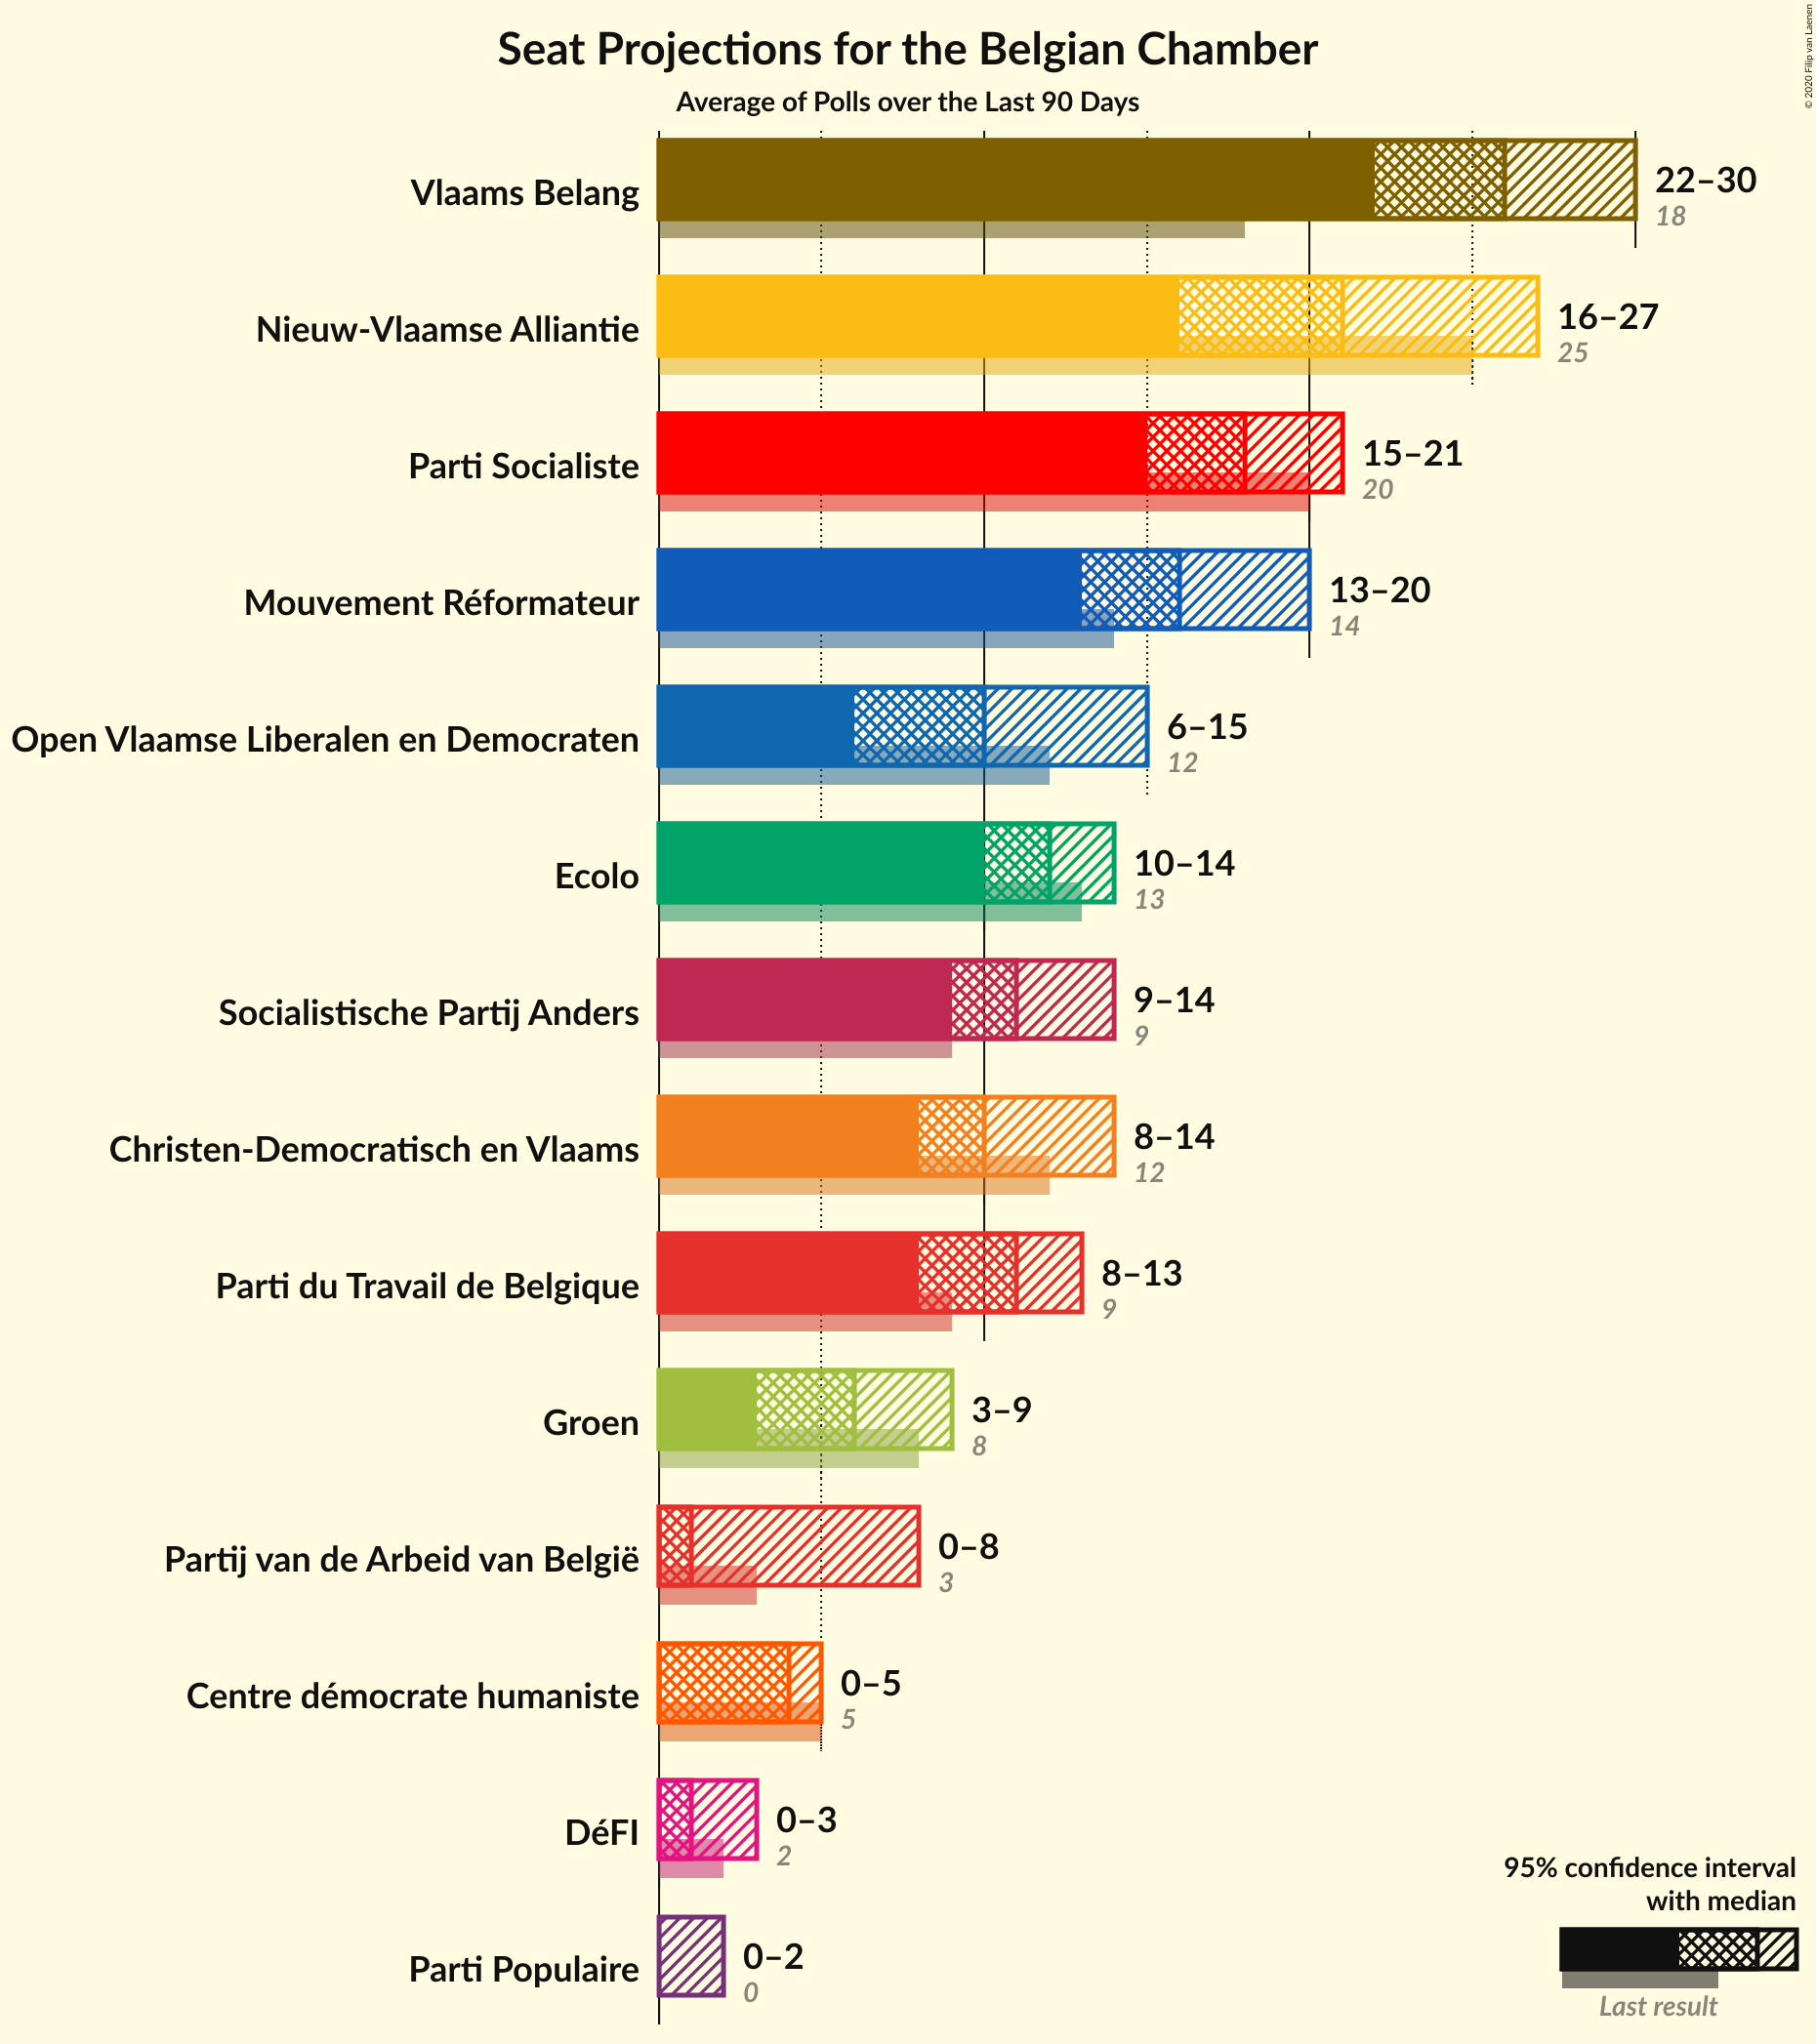 © 2020 Filip van Laenen
Seat Projections for the Belgian Chamber
Average of Polls over the Last 90 Days
Vlaams Belang
22–30
18
Nieuw-Vlaamse Alliantie
16–27
25
Parti Socialiste
15–21
20
Mouvement Réformateur
13–20
14
Open Vlaamse Liberalen en Democraten
6–15
12
Ecolo
10–14
13
Socialistische Partij Anders
9–14
9
Christen-Democratisch en Vlaams
8–14
12
Parti du Travail de Belgique
8–13
9
Groen
3–9
8
Partij van de Arbeid van België
0–8
3
Centre démocrate humaniste
0–5
5
DéFI
0–3
2
Parti Populaire
0–2
0
95% confidence interval
with median
Last result